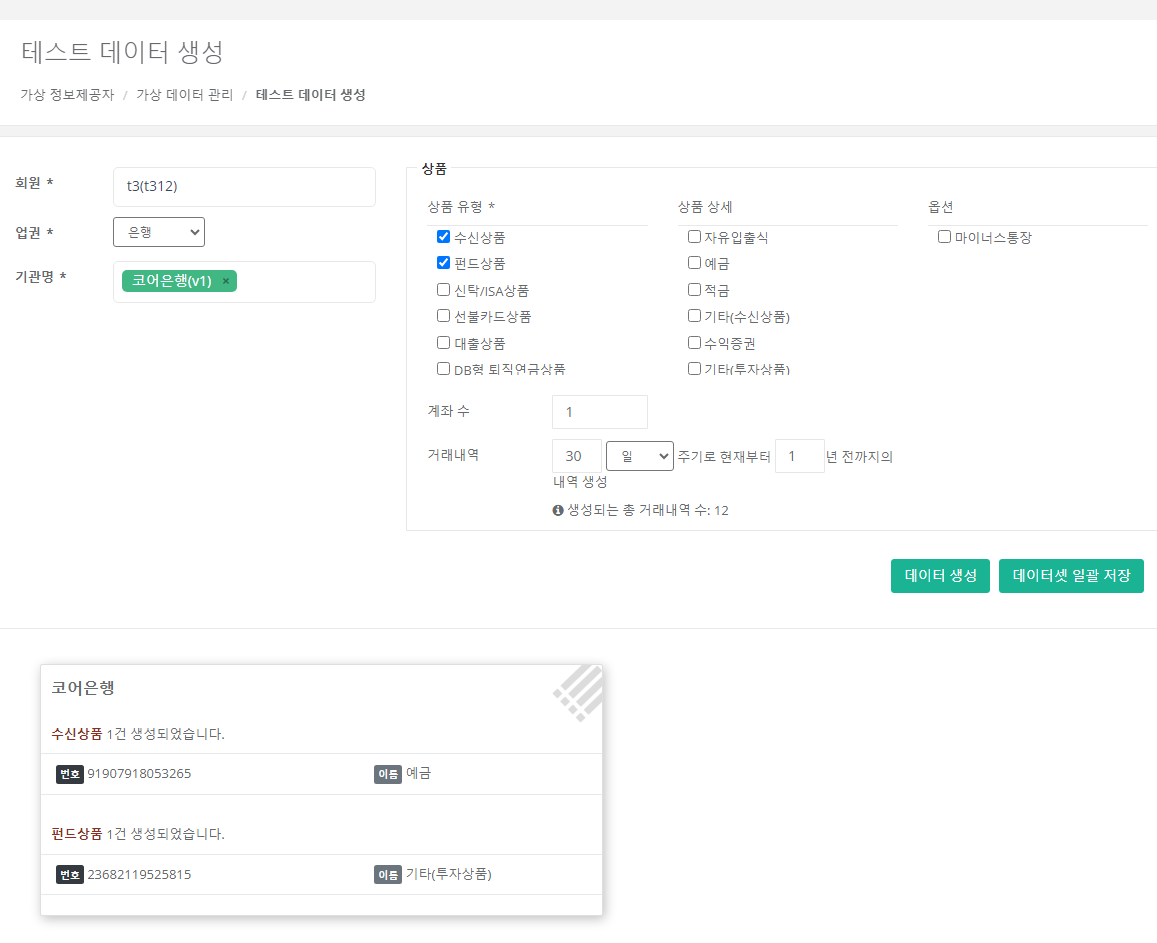 테스트 데이터 생성
가상 정보제공자 / 가상 데이터 관리 / 테스트 데이터 생성
회원 *
t3(t312)
업권 *
은행
기관명 *
코어은행(v1) ×
상품
상품 유형 *
수신상품
펀드상품
신탁/ISA상품
선불카드상품
대출상품
DB형 퇴직연금상품
상품 상세
자유입출식
예금
적금
기타(수신상품)
수익증권
기타(투자상품)
옵션
마이너스통장
계좌 수
1
거래내역
30 일 주기로 현재부터 1 년 전까지의
내역 생성
생성되는 총 거래내역 수: 12
데이터 생성
데이터셋 일괄 저장
코어은행
수신상품 1건 생성되었습니다.
번호 91907918053265
이름 예금
펀드상품 1건 생성되었습니다.
번호 23682119525815
이름 기타(투자상품)